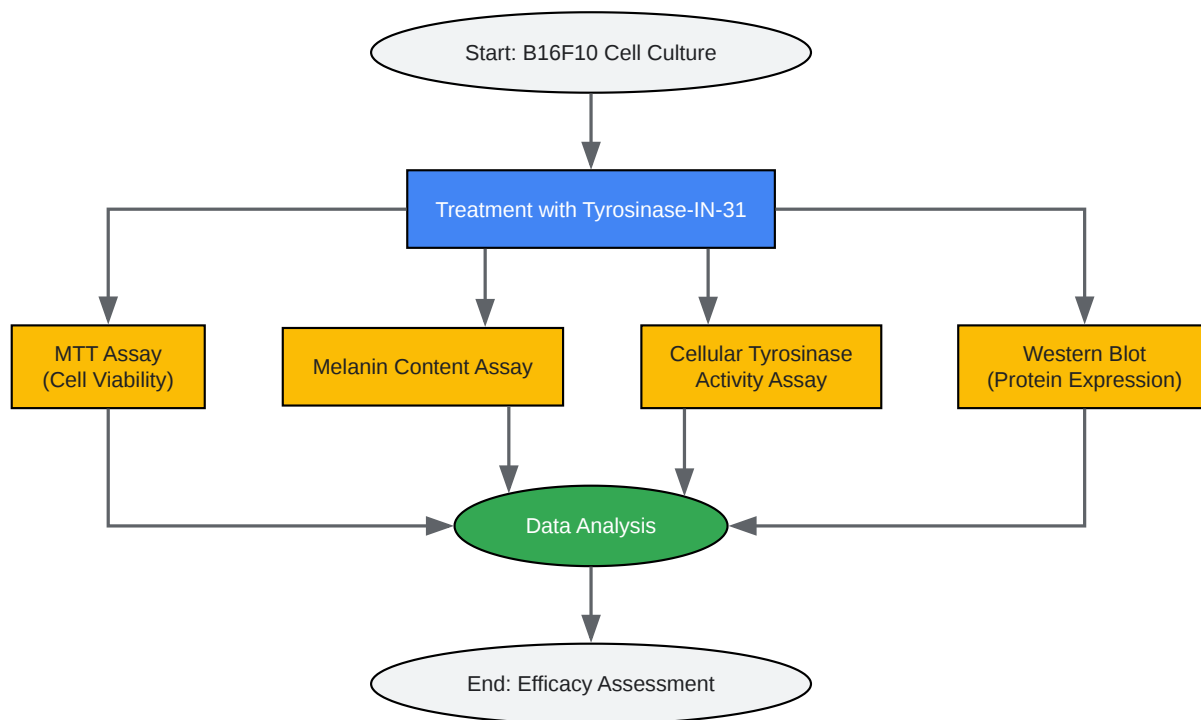 Start: B16F10 Cell Culture
Treatment with Tyrosinase-IN-31
MTT Assay
(Cell Viability)
Melanin Content Assay
Cellular Tyrosinase
Activity Assay
Western Blot
(Protein Expression)
Data Analysis
End: Efficacy Assessment